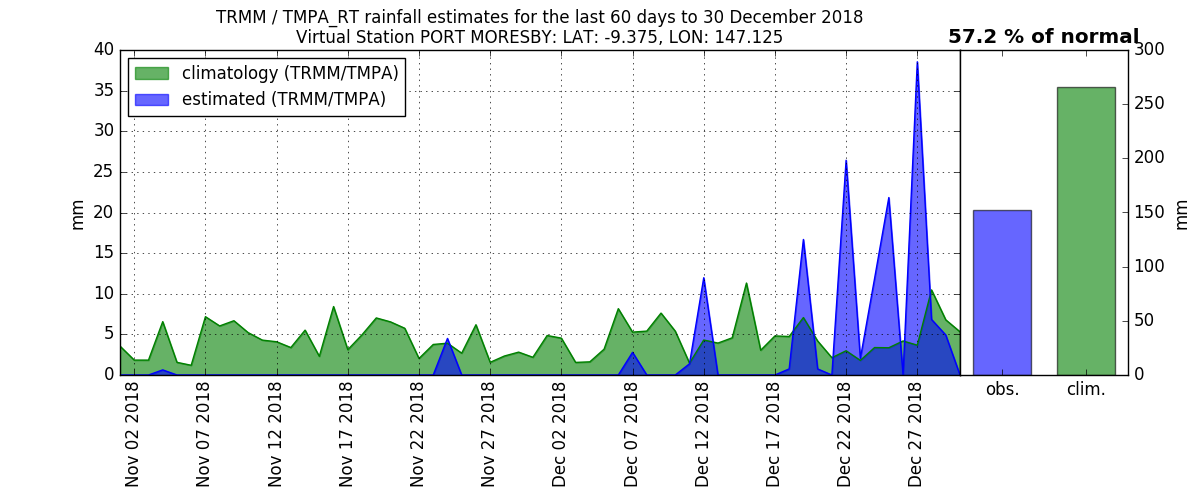 TRMM / TMPA_RT rainfall estimates for the last 60 days to 30 December 2018
Virtual Station PORT MORESBY: LAT: -9.375, LON: 147.125
57.2 % of normal
climatology (TRMM/TMPA)
estimated (TRMM/TMPA)
40
35
30
25
20
15
10
5
0
mm
Nov 02 2018
Nov 07 2018
Nov 12 2018
Nov 17 2018
Nov 22 2018
Nov 27 2018
Dec 02 2018
Dec 07 2018
Dec 12 2018
Dec 17 2018
Dec 22 2018
Dec 27 2018
obs.
clim.
300
250
200
150
100
50
0
mm